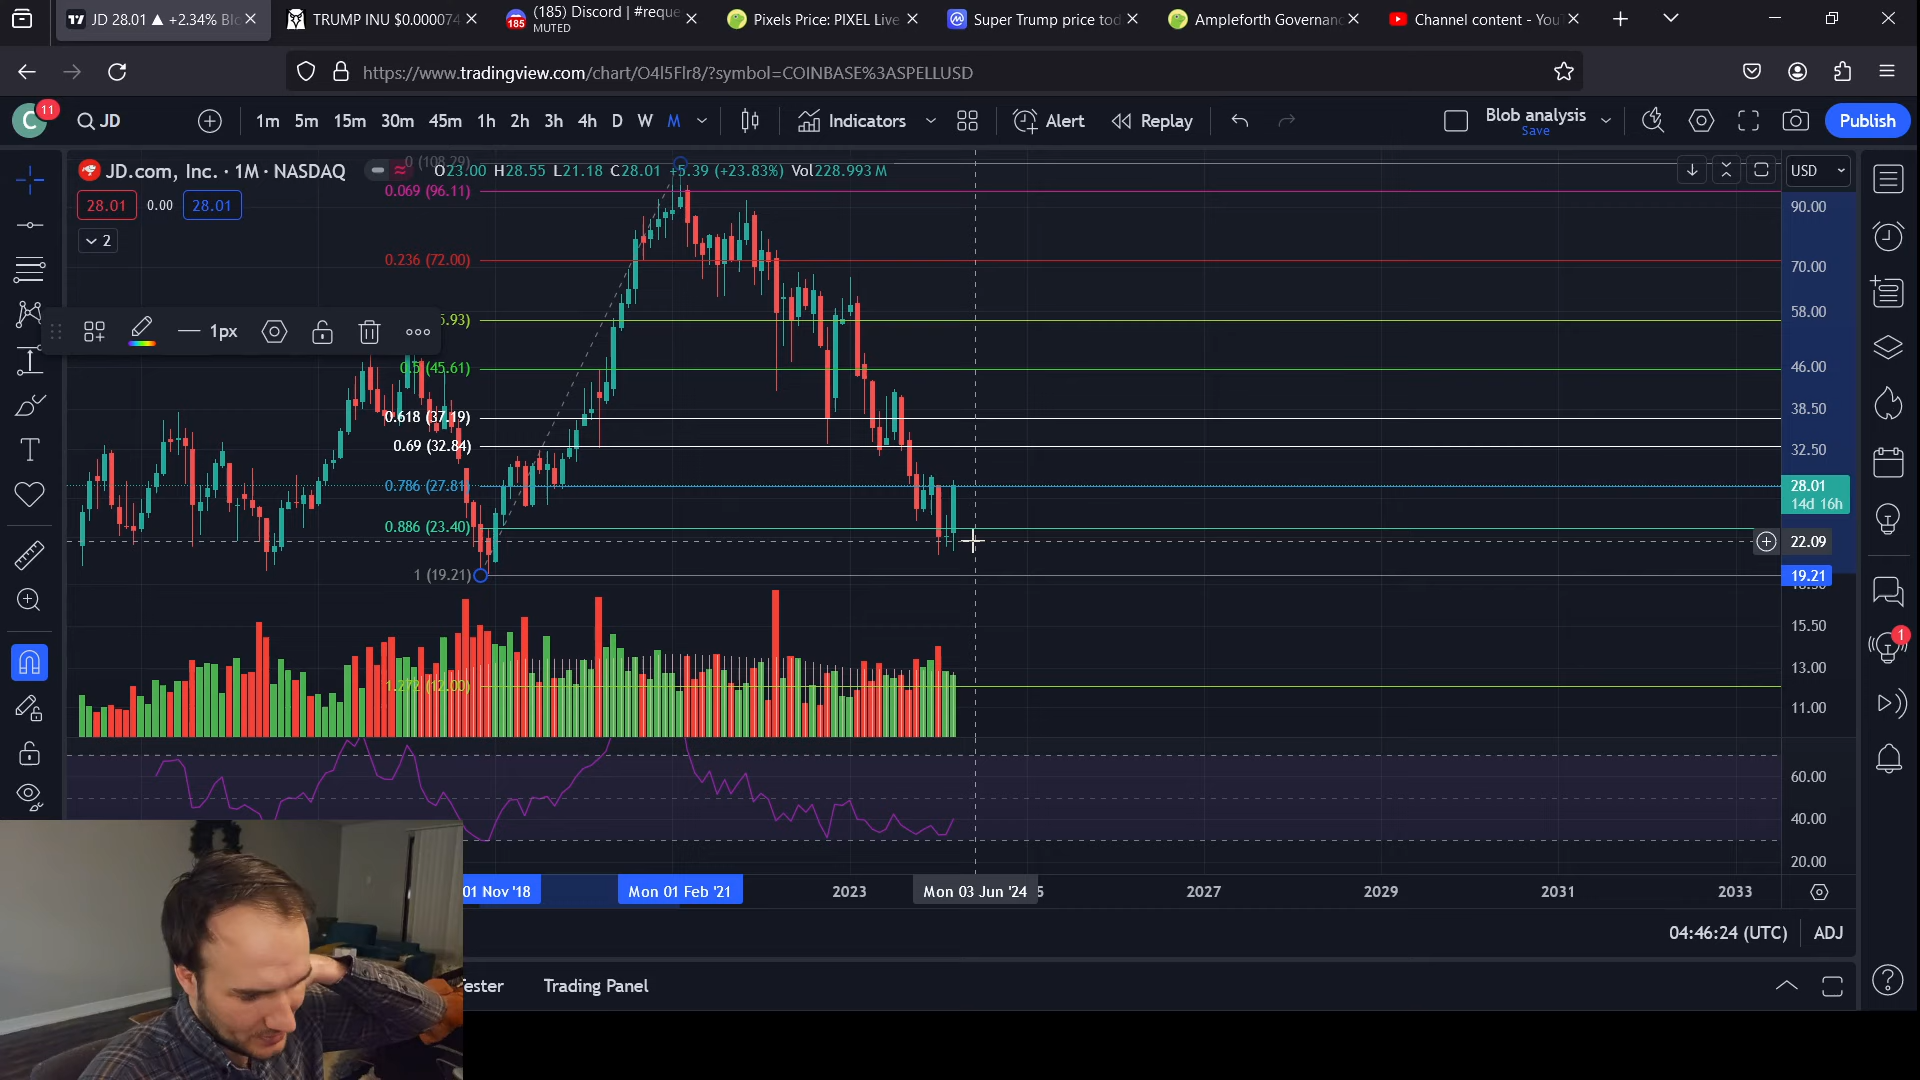 JD 28.01 ▲ +2.34% Blo
TRUMP INU $0.000074
(185) Discord | #reque
MUTED
Pixels Price: PIXEL Live
Super Trump price tod
Ampleforth Governanc
Channel content - YouT
https://www.tradingview.com/chart/O4l5Flr8/?symbol=COINBASE%3ASPELLUSD
C
11
JD
1m 5m 15m 30m 45m 1h 2h 3h 4h D W M
Indicators
Alert
Replay
Blob analysis
Save
Publish
JD.com, Inc. · 1M · NASDAQ
O23.00 H28.55 L21.18 C28.01 +5.39 (+23.83%) Vol228.993 M
USD
28.01 0.00 28.01
2
0 (108.29)
0.069 (96.11)
0.236 (72.00)
5.93)
1px
0.5 (45.61)
0.618 (37.19)
0.69 (32.84)
0.786 (27.81)
0.886 (23.40)
1 (19.21)
1.272 (12.00)
90.00
70.00
58.00
46.00
38.50
32.50
28.01
14d 16h
22.09
19.21
15.50
13.00
11.00
60.00
40.00
20.00
1
01 Nov '18
Mon 01 Feb '21
2023
Mon 03 Jun '24
2027
2029
2031
2033
04:46:24 (UTC)
ADJ
ester
Trading Panel